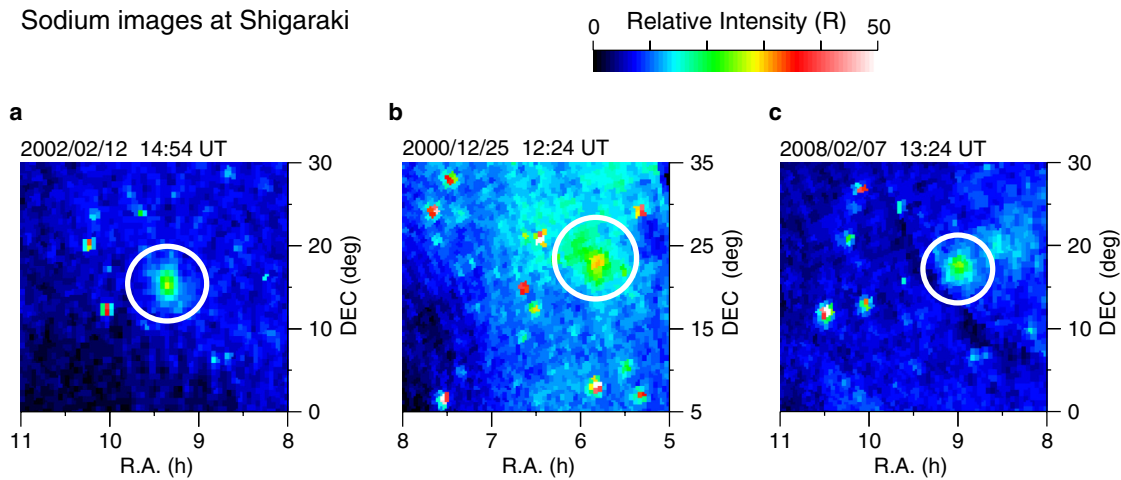 Sodium images at Shigaraki
Relative Intensity (R)
0 50
a
2002/02/12 14:54 UT
30
20
10
0
DEC (deg)
11 10 9 8
R.A. (h)
b
2000/12/25 12:24 UT
35
25
15
5
DEC (deg)
8 7 6 5
R.A. (h)
c
2008/02/07 13:24 UT
30
20
10
0
DEC (deg)
11 10 9 8
R.A. (h)